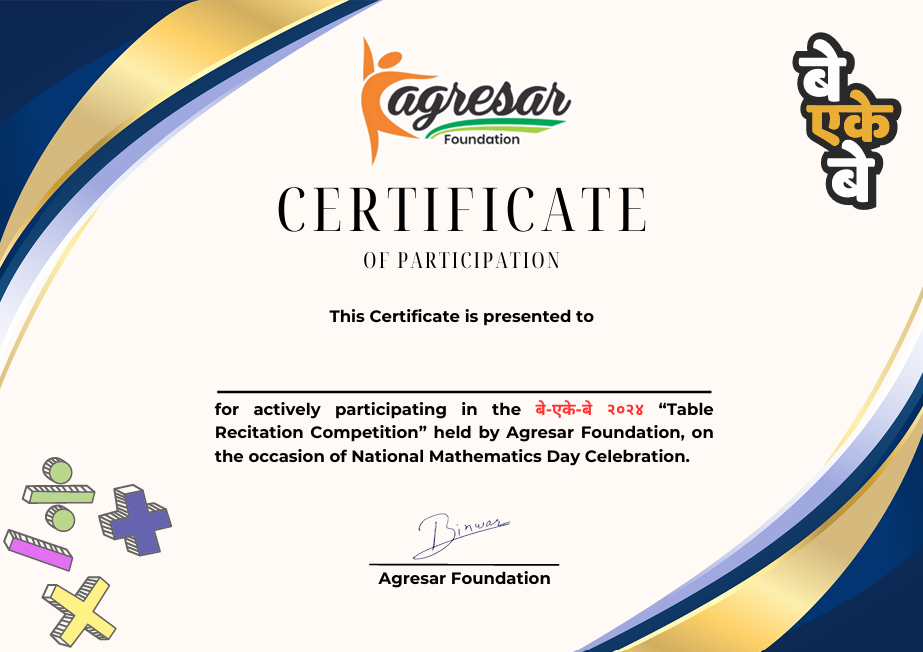 agresar
Foundation
बे
एके
बे
CERTIFICATE
OF PARTICIPATION
This Certificate is presented to
for actively participating in the बे-एके-बे २०२४ “Table
Recitation Competition” held by Agresar Foundation, on
the occasion of National Mathematics Day Celebration.
Binwar
Agresar Foundation